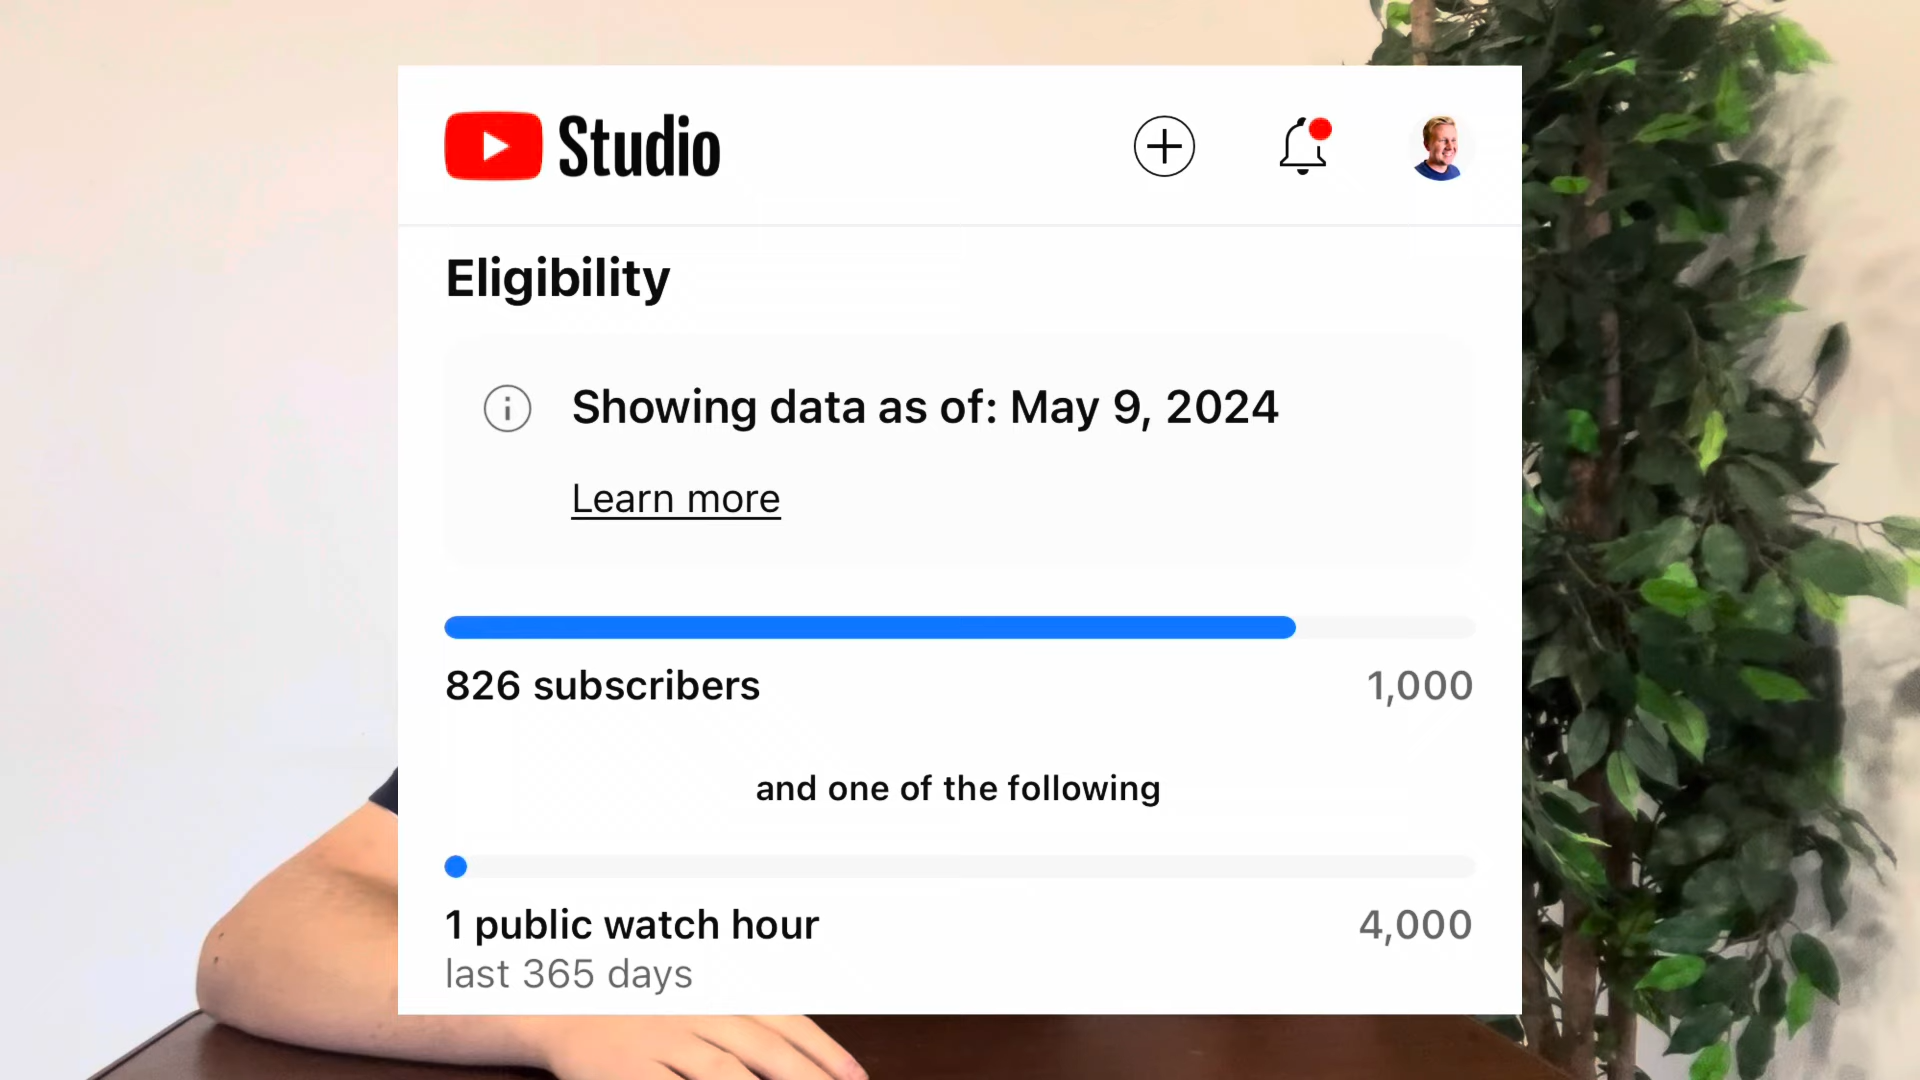 Studio
Eligibility
Showing data as of: May 9, 2024
Learn more
826 subscribers 1,000
and one of the following
1 public watch hour 4,000
last 365 days